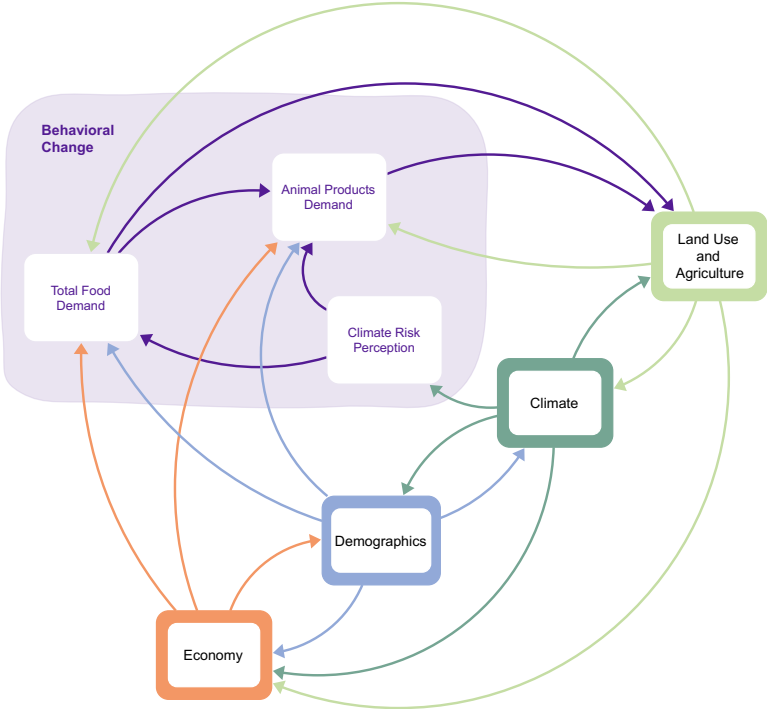 Behavioral
Change
Animal Products
Demand
Land Use
and
Agriculture
Total Food
Demand
Climate Risk
Perception
Climate
Demographics
Economy